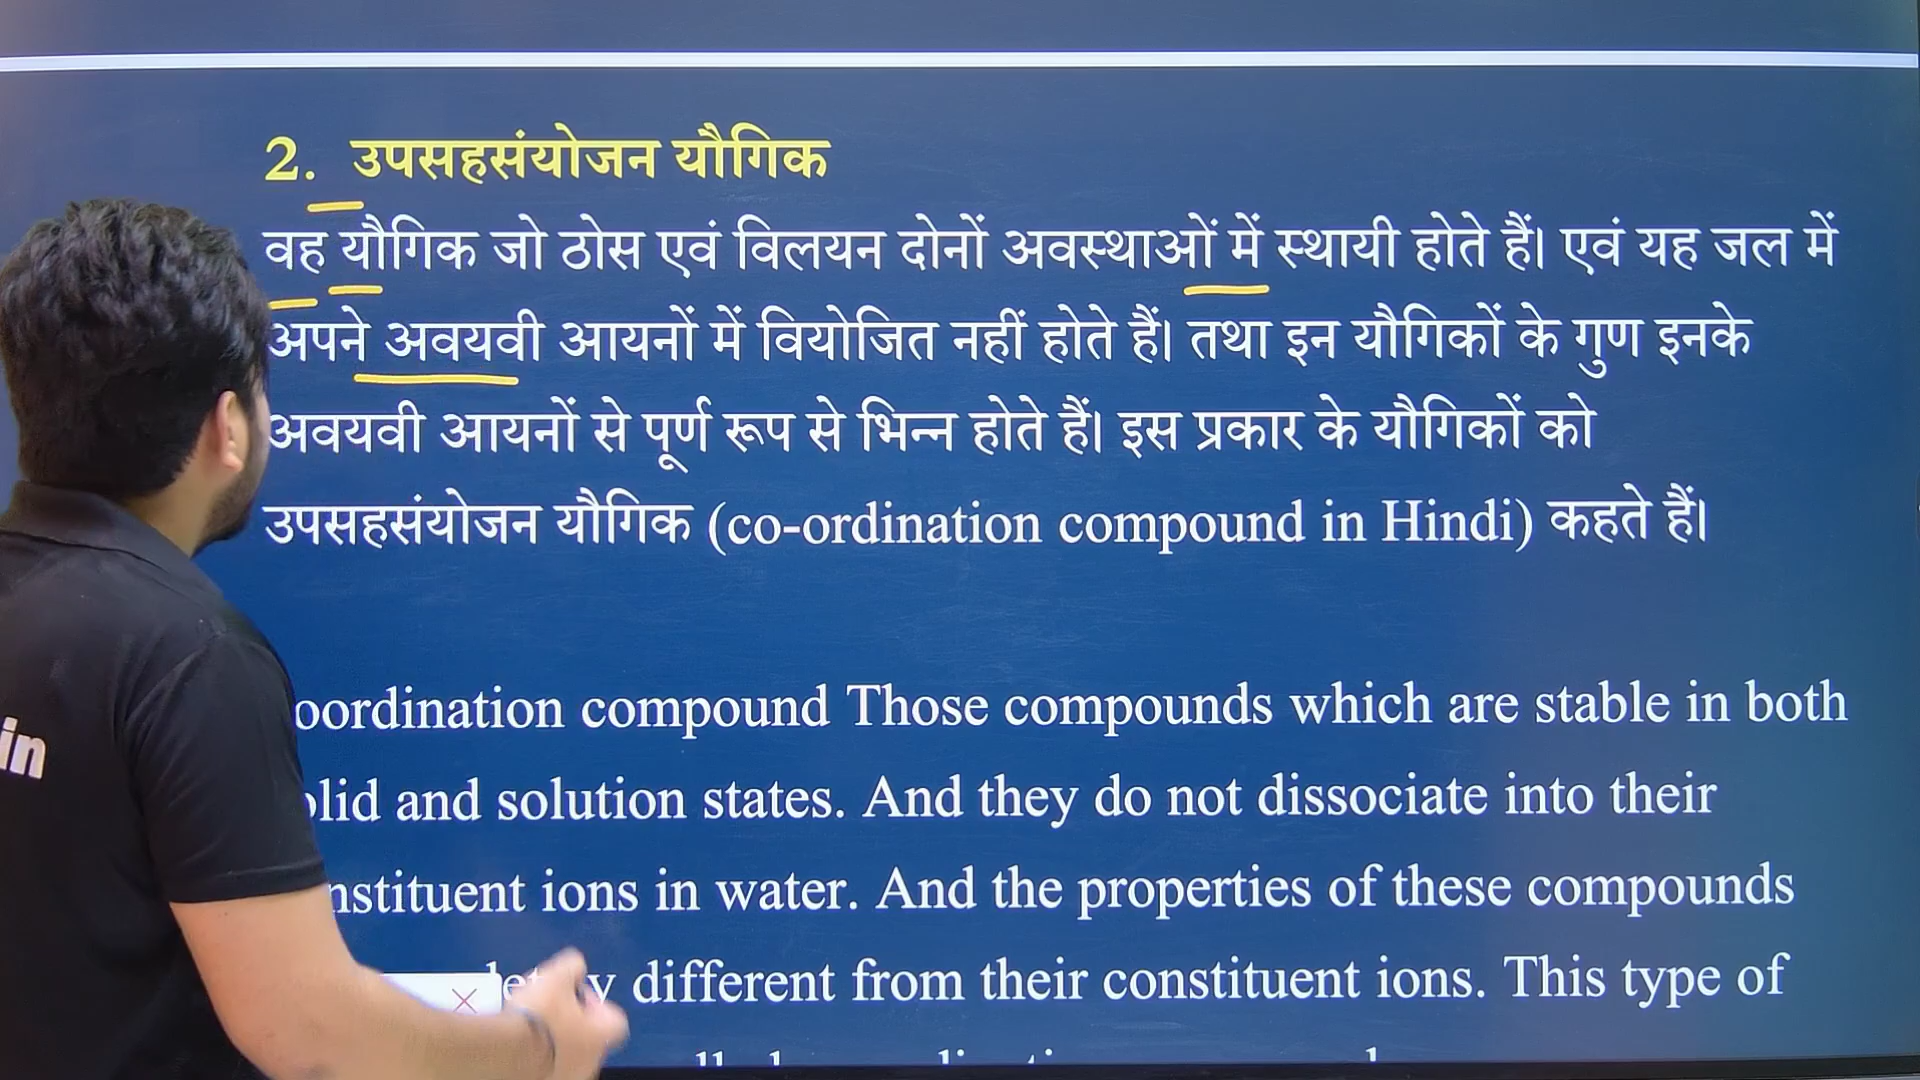 2. उपसहसंयोजन यौगिक
वह यौगिक जो ठोस एवं विलयन दोनों अवस्थाओं में स्थायी होते हैं। एवं यह जल में
अपने अवयवी आयनों में वियोजित नहीं होते हैं। तथा इन यौगिकों के गुण इनके
अवयवी आयनों से पूर्ण रूप से भिन्न होते हैं। इस प्रकार के यौगिकों को
उपसहसंयोजन यौगिक (co-ordination compound in Hindi) कहते हैं।
oordination compound Those compounds which are stable in both
lid and solution states. And they do not dissociate into their
nstituent ions in water. And the properties of these compounds
different from their constituent ions. This type of
in